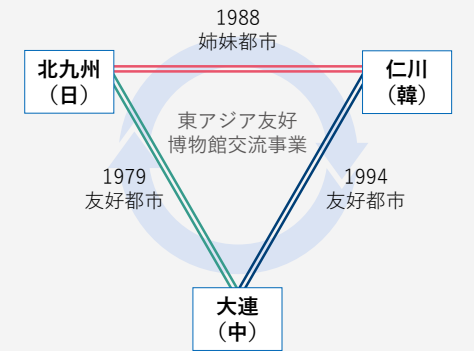 1988
姉妹都市
北九州
（日）
仁川
（韓）
東アジア友好
博物館交流事業
1979
友好都市
1994
友好都市
大連
（中）